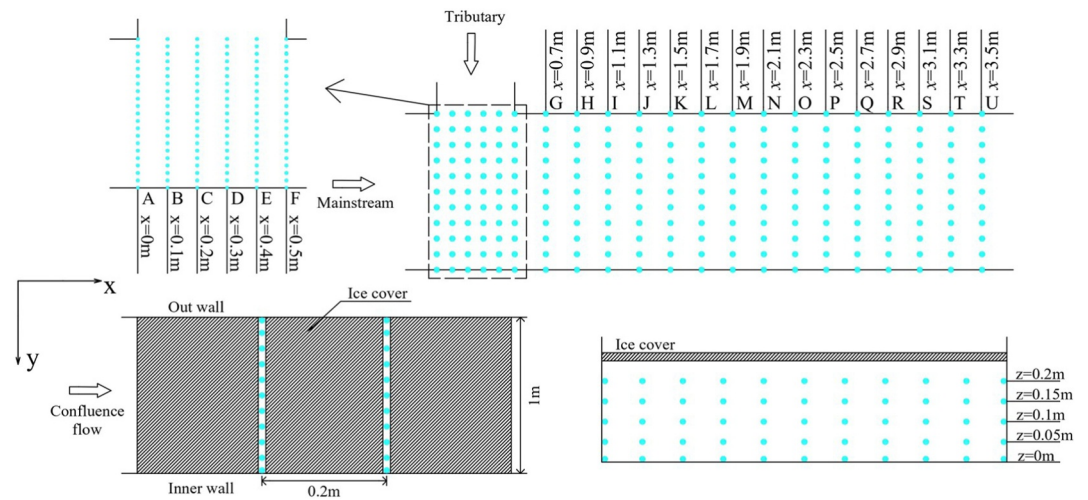 Tributary
x=0.7m
x=0.9m
x=1.1m
x=1.3m
x=1.5m
x=1.7m
x=1.9m
x=2.1m
x=2.3m
x=2.5m
x=2.7m
x=2.9m
x=3.1m
x=3.3m
x=3.5m
G H I J K L M N O P Q R S T U
Mainstream
A B C D E F
x=0m
x=0.1m
x=0.2m
x=0.3m
x=0.4m
x=0.5m
x
y
Ice cover
Out wall
Confluence
flow
1m
Inner wall
0.2m
Ice cover
z=0.2m
z=0.15m
z=0.1m
z=0.05m
z=0m